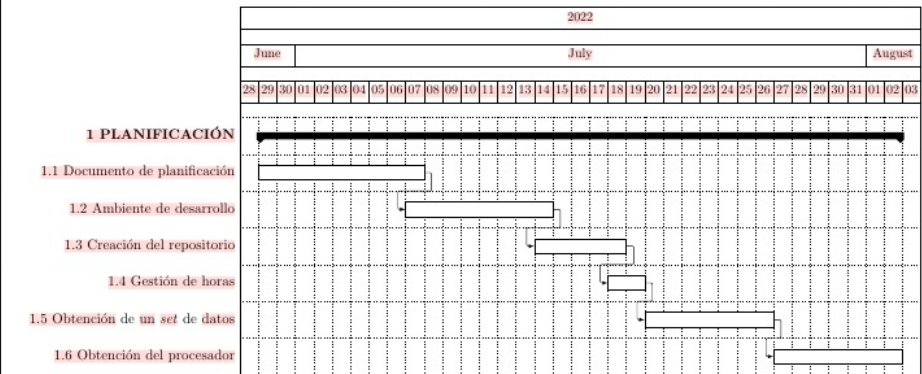 2022
June July August
28 29 30 01 02 03 04 05 06 07 08 09 10 11 12 13 14 15 16 17 18 19 20 21 22 23 24 25 26 27 28 29 30 31 01 02 03
1 PLANIFICACIÓN
1.1 Documento de planificación
1.2 Ambiente de desarrollo
1.3 Creación del repositorio
1.4 Gestión de horas
1.5 Obtención de un set de datos
1.6 Obtención del procesador